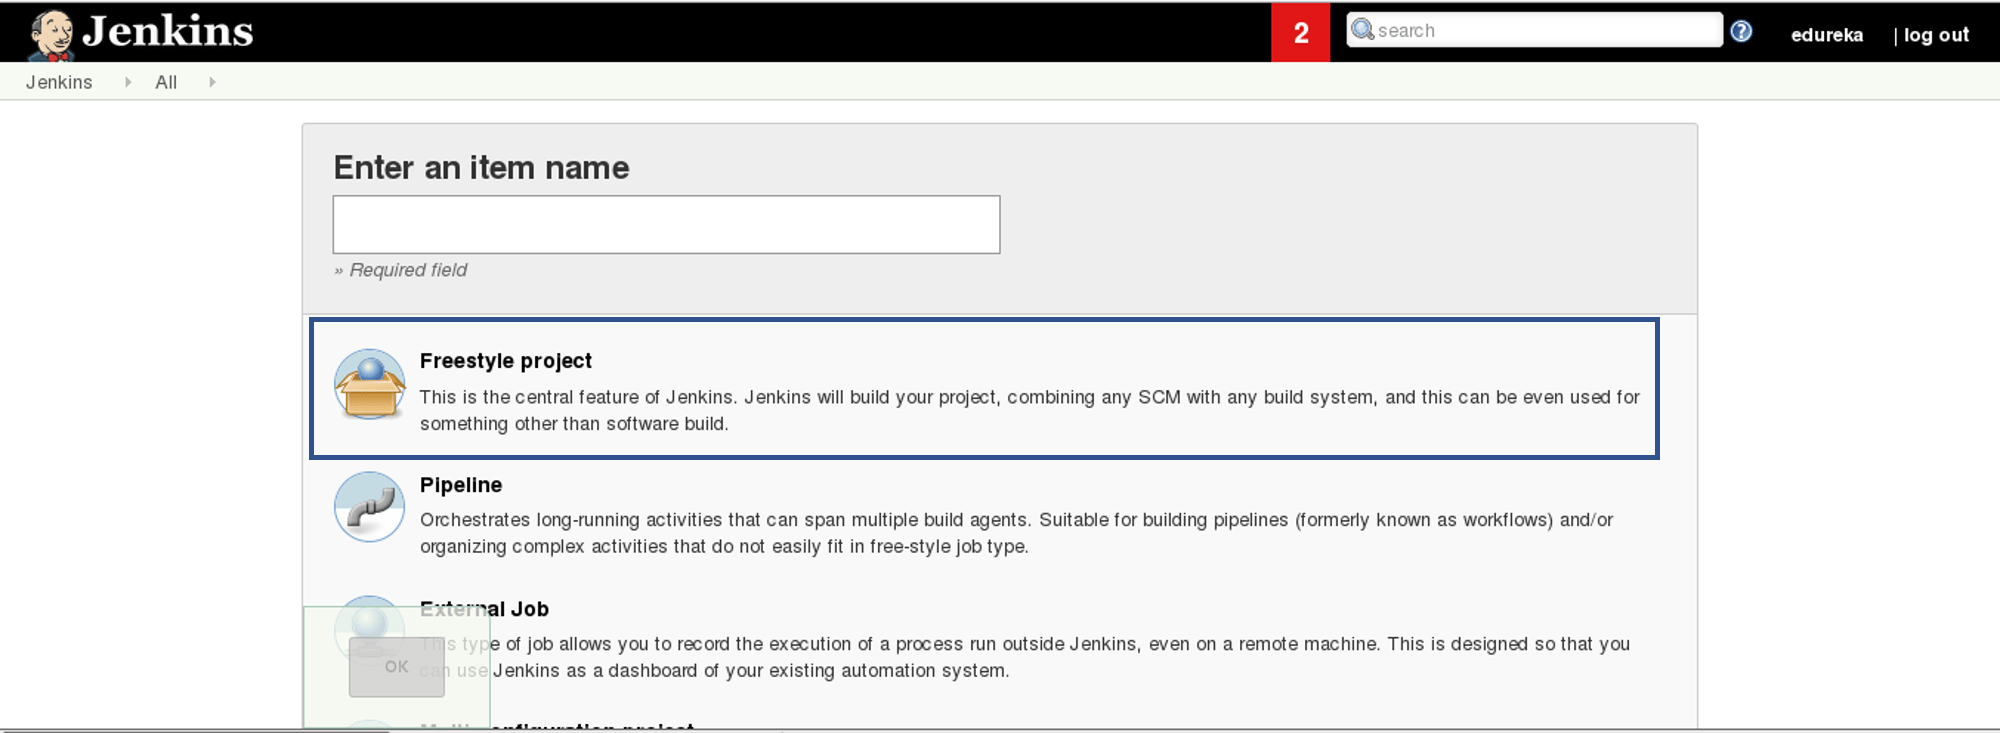 Jenkins
2
search
?
edureka
| log out
Jenkins
All
Enter an item name
» Required field
Freestyle project
This is the central feature of Jenkins. Jenkins will build your project, combining any SCM with any build system, and this can be even used for
something other than software build.
Pipeline
Orchestrates long-running activities that can span multiple build agents. Suitable for building pipelines (formerly known as workflows) and/or
organizing complex activities that do not easily fit in free-style job type.
External Job
This type of job allows you to record the execution of a process run outside Jenkins, even on a remote machine. This is designed so that you
can use Jenkins as a dashboard of your existing automation system.
OK
Multi-configuration project